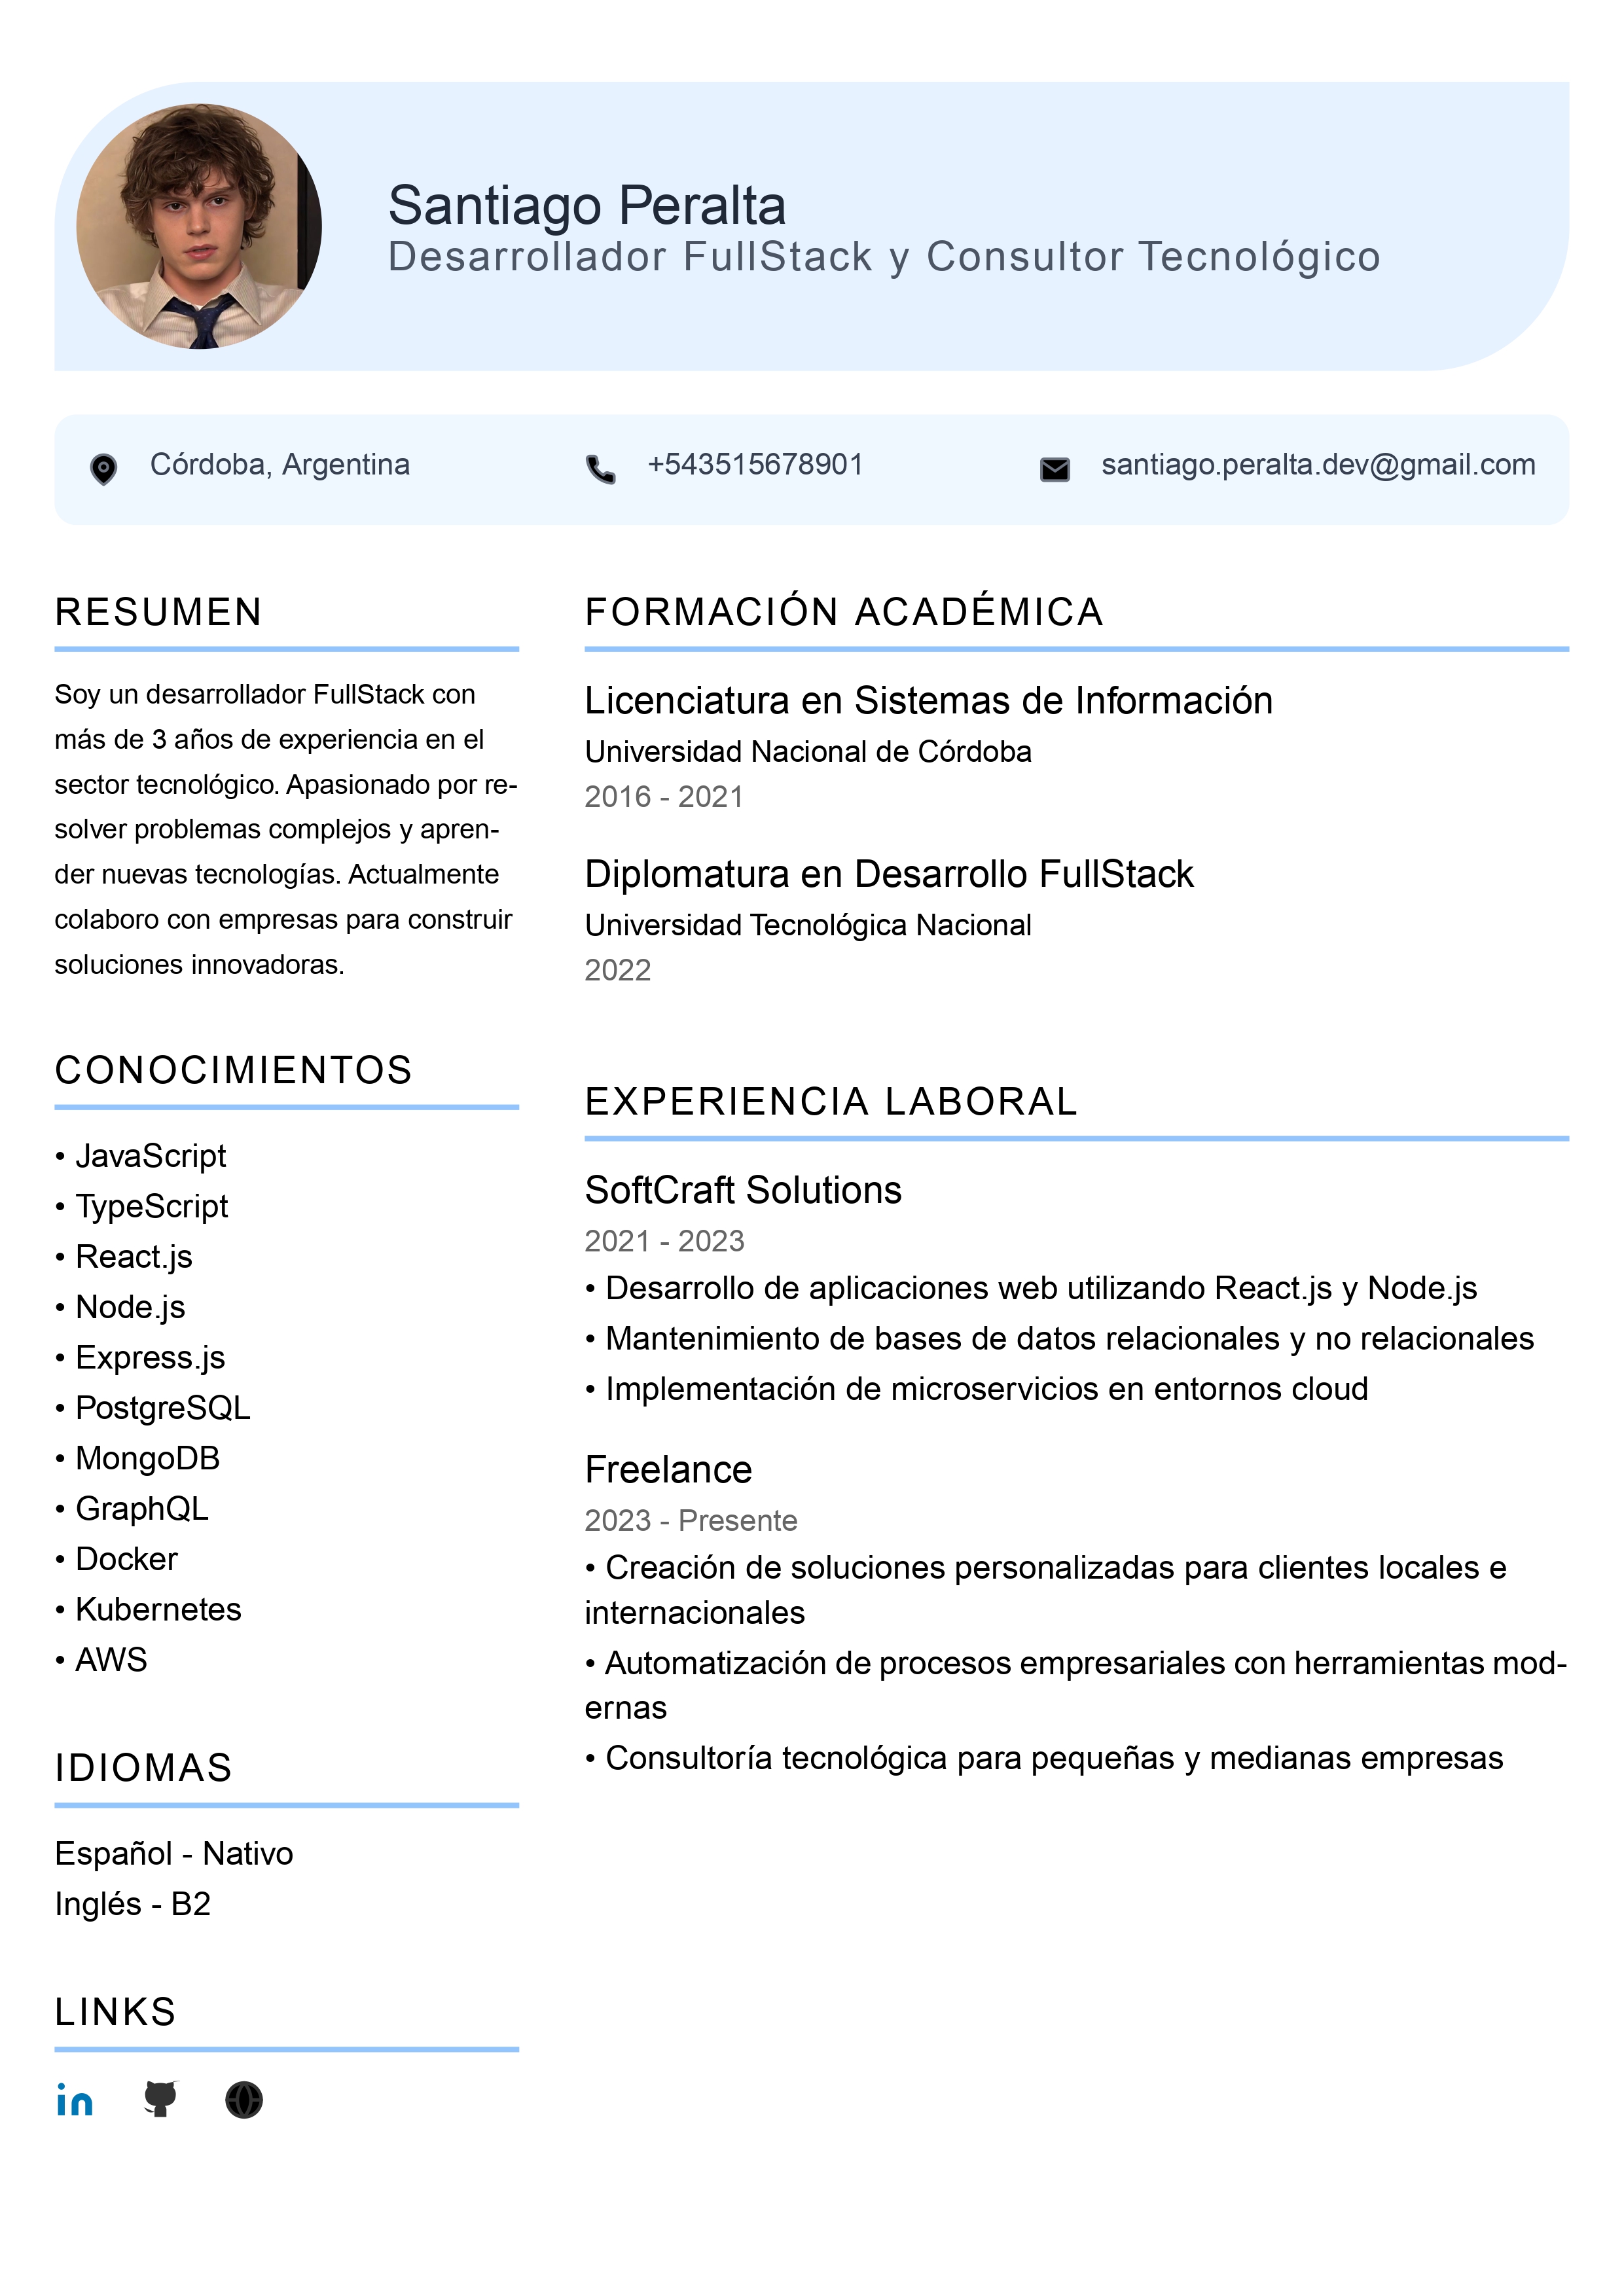 Santiago Peralta
Desarrollador FullStack y Consultor Tecnológico
Córdoba, Argentina
+543515678901
santiago.peralta.dev@gmail.com
RESUMEN
Soy un desarrollador FullStack con
más de 3 años de experiencia en el
sector tecnológico. Apasionado por re-
solver problemas complejos y apren-
der nuevas tecnologías. Actualmente
colaboro con empresas para construir
soluciones innovadoras.
CONOCIMIENTOS
• JavaScript
• TypeScript
• React.js
• Node.js
• Express.js
• PostgreSQL
• MongoDB
• GraphQL
• Docker
• Kubernetes
• AWS
IDIOMAS
Español - Nativo
Inglés - B2
LINKS
in
FORMACIÓN ACADÉMICA
Licenciatura en Sistemas de Información
Universidad Nacional de Córdoba
2016 - 2021
Diplomatura en Desarrollo FullStack
Universidad Tecnológica Nacional
2022
EXPERIENCIA LABORAL
SoftCraft Solutions
2021 - 2023
• Desarrollo de aplicaciones web utilizando React.js y Node.js
• Mantenimiento de bases de datos relacionales y no relacionales
• Implementación de microservicios en entornos cloud
Freelance
2023 - Presente
• Creación de soluciones personalizadas para clientes locales e
internacionales
• Automatización de procesos empresariales con herramientas mod-
ernas
• Consultoría tecnológica para pequeñas y medianas empresas